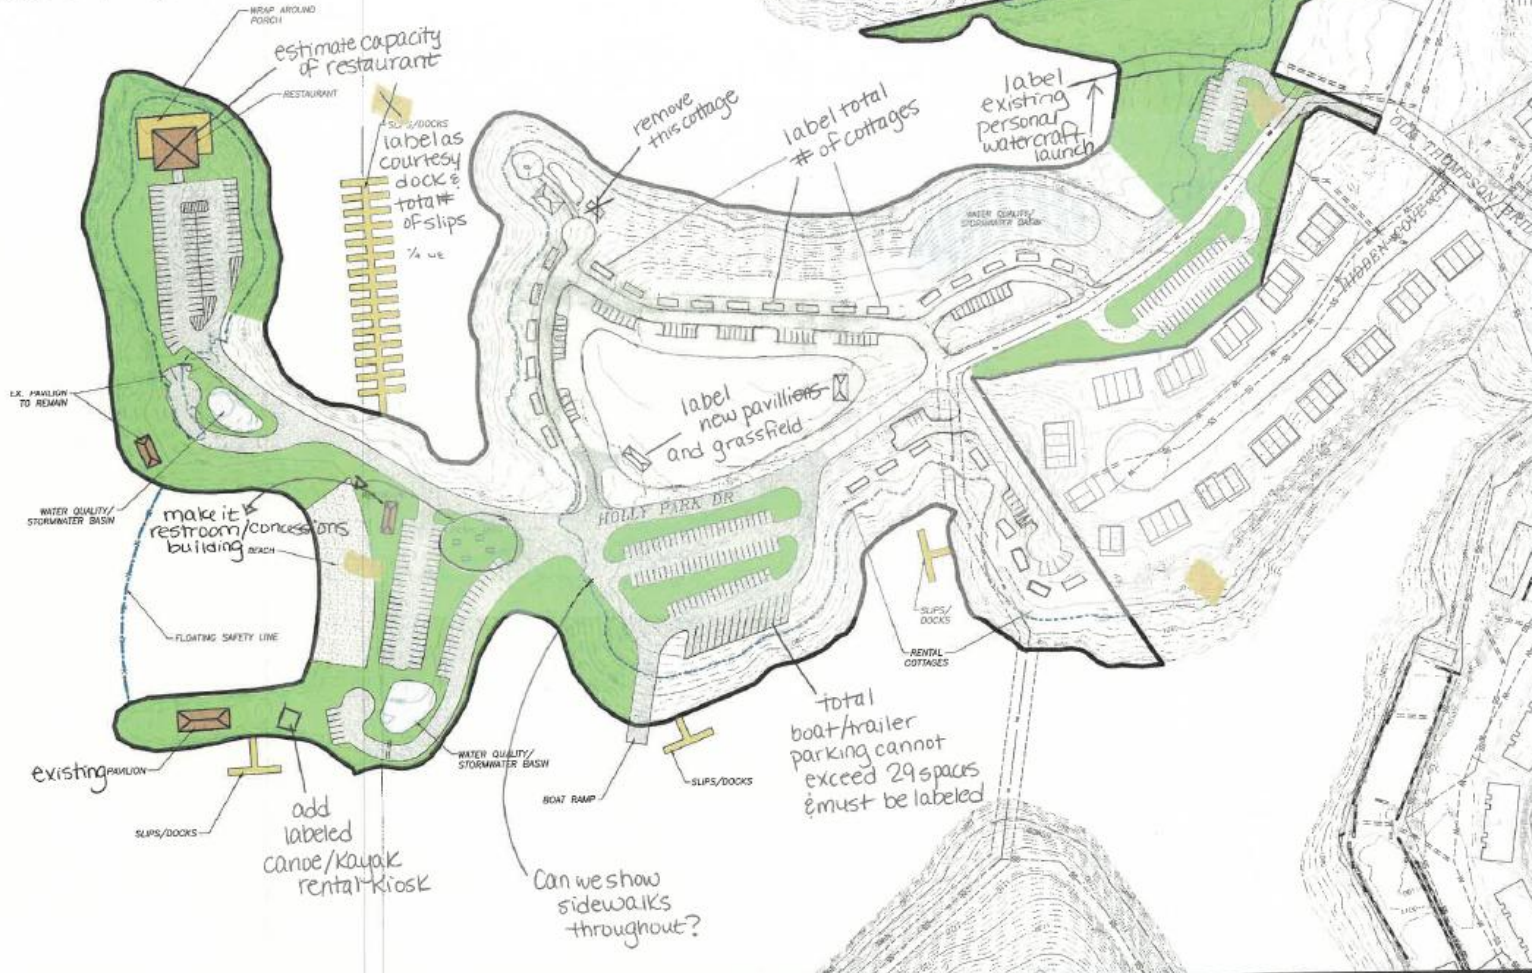 WRAP AROUND
PORCH
estimate capacity
of restaurant
RESTAURANT
SLIPS/DOCKS
label as
courtesy
dock &
total #
of slips
remove
this cottage
label total
# of cottages
label
existing
personal
watercraft
launch
WATER QUALITY/
STORMWATER BASIN
OLD THOMPSON BRI
HIDDEN COVE
EX. PAVILION
TO REMAIN
label
new pavillions
and grassfield
HOLLY PARK DR
WATER QUALITY/
STORMWATER BASIN
make it
restroom/concessions
building
BEACH
FLOATING SAFETY LINE
SLIPS/
DOCKS
RENTAL
COTTAGES
existing PAVILION
SLIPS/DOCKS
add
labeled
canoe/kayak
rental kiosk
WATER QUALITY/
STORMWATER BASIN
BOAT RAMP
SLIPS/DOCKS
total
boat/trailer
parking cannot
exceed 29 spaces
& must be labeled
Can we show
sidewalks
throughout?